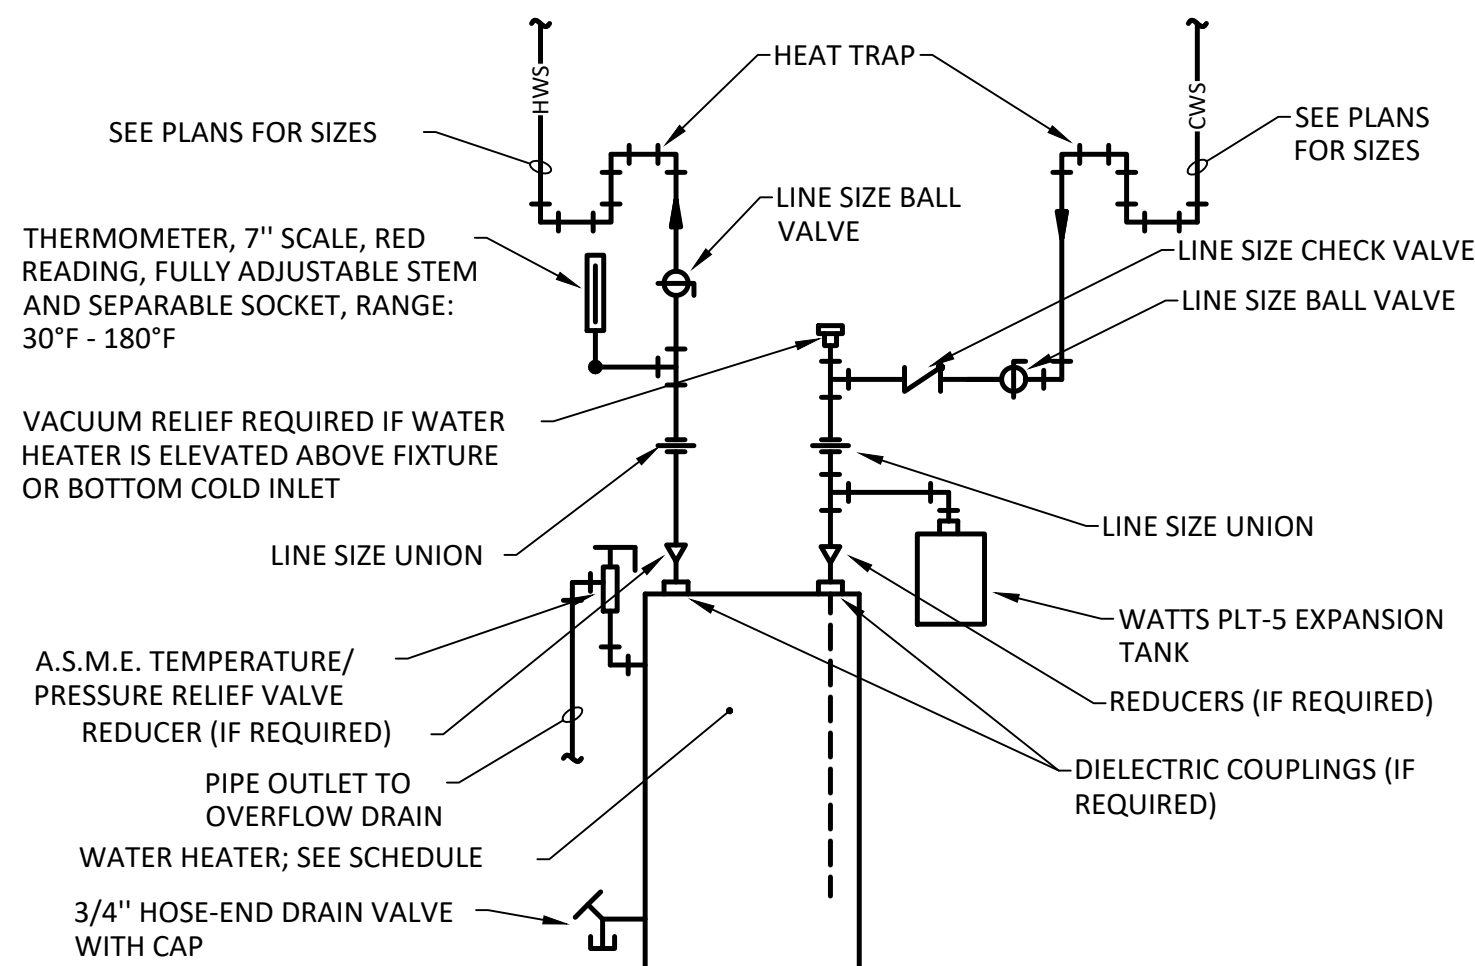 HEAT TRAP
HWS
CWS
SEE PLANS FOR SIZES
SEE PLANS
FOR SIZES
LINE SIZE BALL
VALVE
THERMOMETER, 7'' SCALE, RED
READING, FULLY ADJUSTABLE STEM
AND SEPARABLE SOCKET, RANGE:
30°F - 180°F
LINE SIZE CHECK VALVE
LINE SIZE BALL VALVE
VACUUM RELIEF REQUIRED IF WATER
HEATER IS ELEVATED ABOVE FIXTURE
OR BOTTOM COLD INLET
LINE SIZE UNION
LINE SIZE UNION
WATTS PLT-5 EXPANSION
TANK
A.S.M.E. TEMPERATURE/
PRESSURE RELIEF VALVE
REDUCERS (IF REQUIRED)
REDUCER (IF REQUIRED)
PIPE OUTLET TO
OVERFLOW DRAIN
DIELECTRIC COUPLINGS (IF
REQUIRED)
WATER HEATER; SEE SCHEDULE
3/4'' HOSE-END DRAIN VALVE
WITH CAP